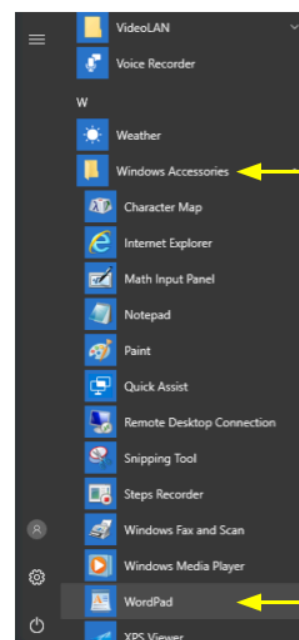 VideoLAN
Voice Recorder
W
Weather
Windows Accessories
Character Map
Internet Explorer
Math Input Panel
Notepad
Paint
Quick Assist
Remote Desktop Connection
Snipping Tool
Steps Recorder
Windows Fax and Scan
Windows Media Player
WordPad
XPS Viewer